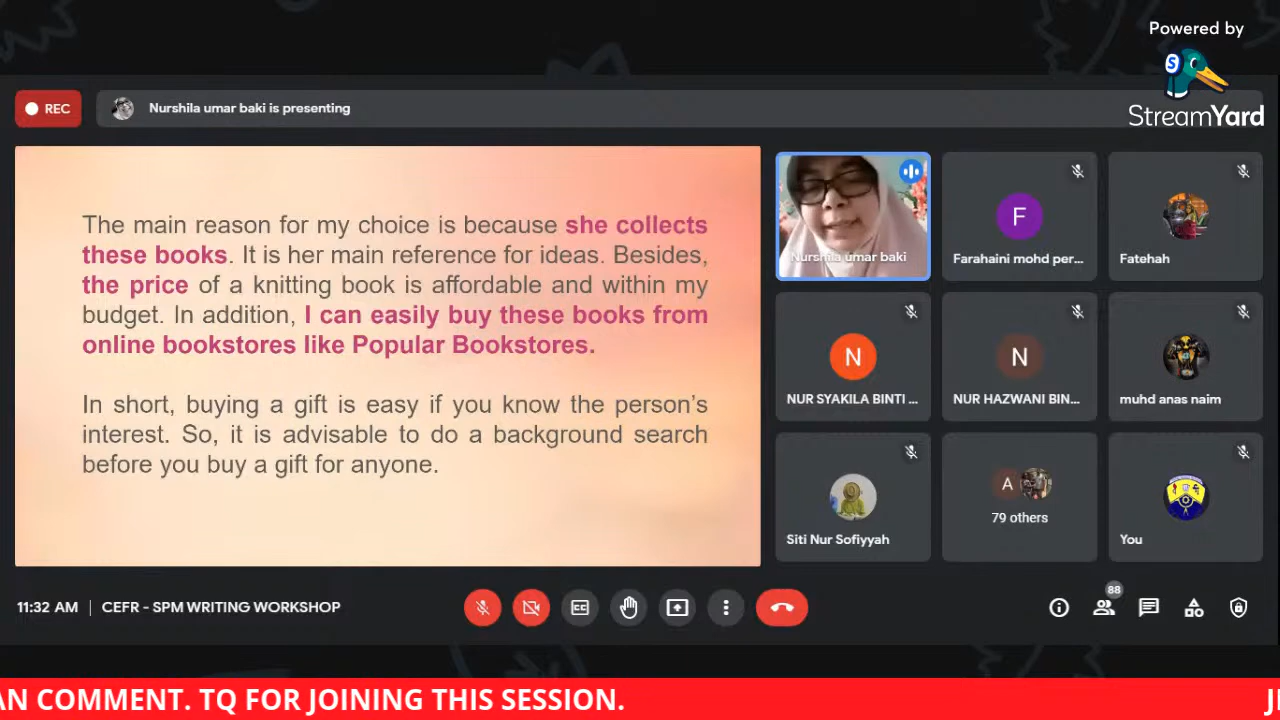 Powered by
StreamYard
REC
Nurshila umar baki is presenting
The main reason for my choice is because she collects
these books. It is her main reference for ideas. Besides,
the price of a knitting book is affordable and within my
budget. In addition, I can easily buy these books from
online bookstores like Popular Bookstores.
In short, buying a gift is easy if you know the person's
interest. So, it is advisable to do a background search
before you buy a gift for anyone.
Nurshila umar baki
F
Farahaini mohd per...
Fatehah
N
NUR SYAKILA BINTI ...
N
NUR HAZWANI BIN...
muhd anas naim
Siti Nur Sofiyyah
A
79 others
You
11:32 AM
CEFR - SPM WRITING WORKSHOP
88
AN COMMENT. TQ FOR JOINING THIS SESSION.